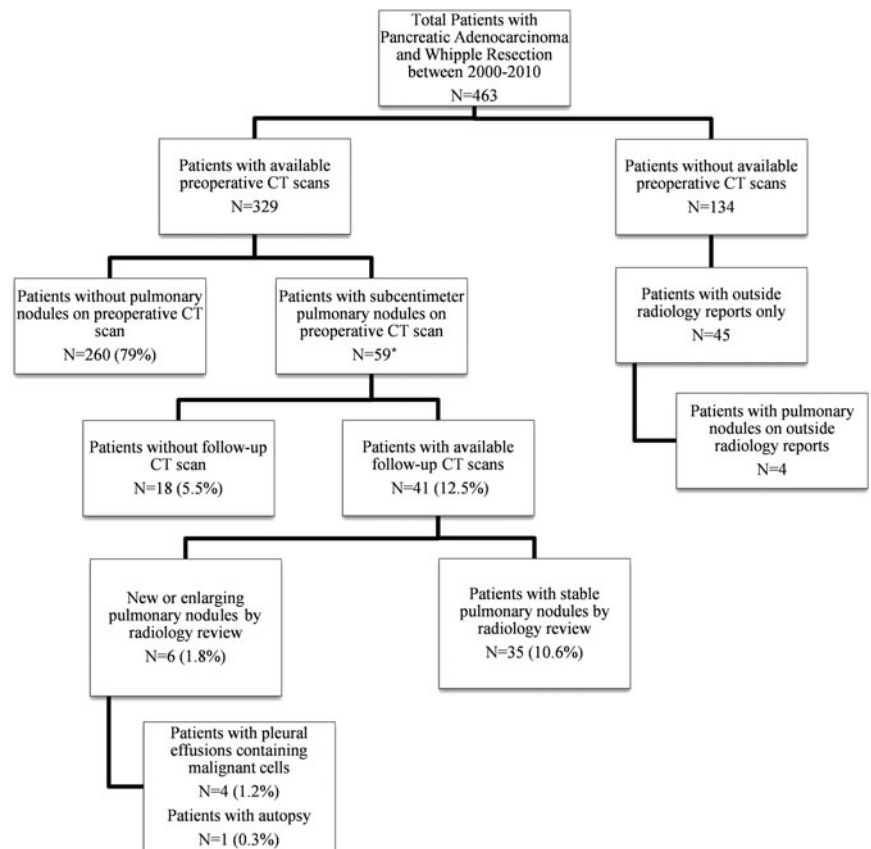 Total Patients with
Pancreatic Adenocarcinoma
and Whipple Resection
between 2000-2010
N=463
Patients with available
preoperative CT scans
N=329
Patients without available
preoperative CT scans
N=134
Patients without pulmonary
nodules on preoperative CT
scan
N=260 (79%)
Patients with subcentimeter
pulmonary nodules on
preoperative CT scan
N=59*
Patients with outside
radiology reports only
N=45
Patients with pulmonary
nodules on outside
radiology reports
N=4
Patients without follow-up
CT scan
N=18 (5.5%)
Patients with available
follow-up CT scans
N=41 (12.5%)
New or enlarging
pulmonary nodules by
radiology review
N=6 (1.8%)
Patients with stable
pulmonary nodules by
radiology review
N=35 (10.6%)
Patients with pleural
effusions containing
malignant cells
N=4 (1.2%)
Patients with autopsy
N=1 (0.3%)